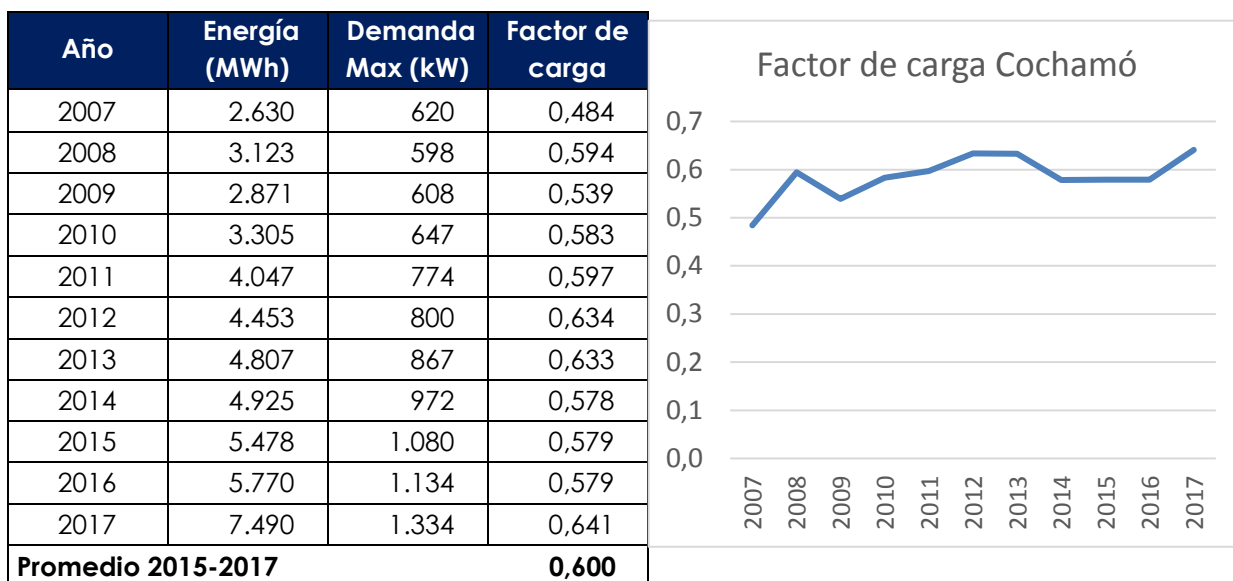 Año Energía (MWh) Demanda Max (kW) Factor de carga
2007 2.630 620 0,484
2008 3.123 598 0,594
2009 2.871 608 0,539
2010 3.305 647 0,583
2011 4.047 774 0,597
2012 4.453 800 0,634
2013 4.807 867 0,633
2014 4.925 972 0,578
2015 5.478 1.080 0,579
2016 5.770 1.134 0,579
2017 7.490 1.334 0,641
Promedio 2015-2017 0,600
Factor de carga Cochamó
0,7
0,6
0,5
0,4
0,3
0,2
0,1
0,0
2007 2008 2009 2010 2011 2012 2013 2014 2015 2016 2017